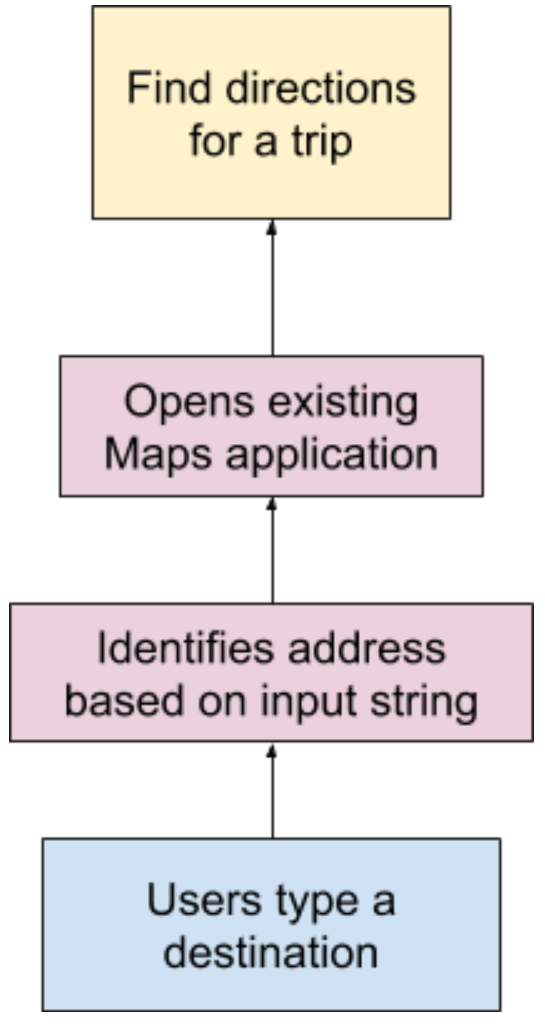 Find directions
for a trip
Opens existing
Maps application
Identifies address
based on input string
Users type a
destination